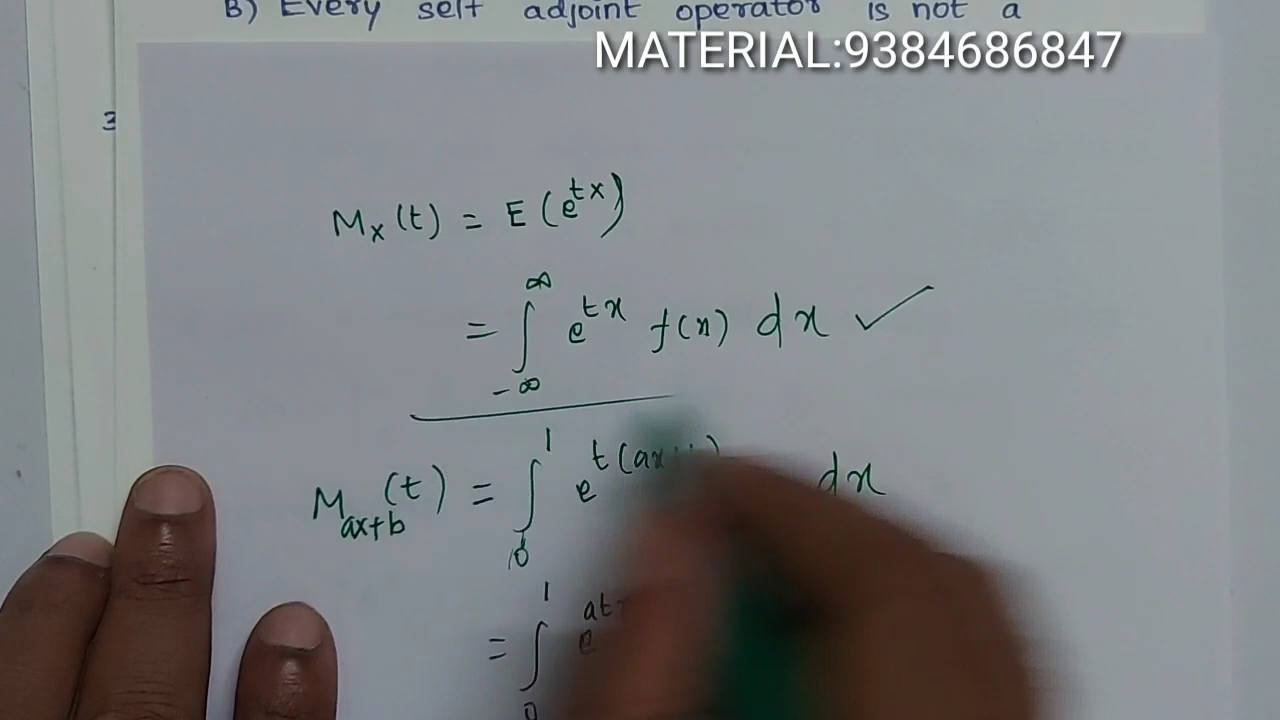 B) Every self adjoint operator is not a
MATERIAL:9384686847
3
Mx(t) = E(e^tx)
= ∫_-∞^∞ e^tx f(x) dx ✓
M_ax+b(t) = ∫_0^1 e^t(ax dx
= ∫_0^1 e^at